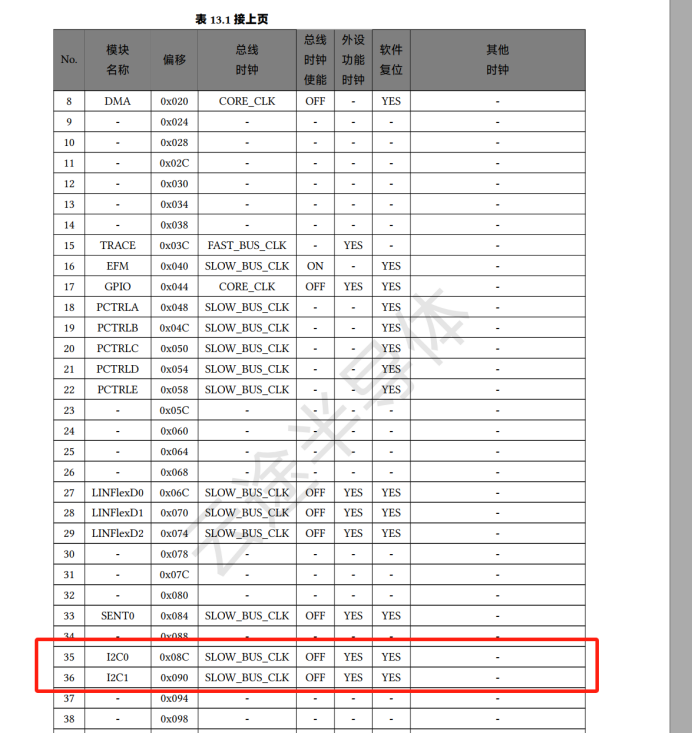 表 13.1 接上页
No. 模块名称 偏移 总线时钟 总线时钟使能 外设功能时钟 软件复位 其他时钟
8 DMA 0x020 CORE_CLK OFF - YES -
9 - 0x024 - - - - -
10 - 0x028 - - - - -
11 - 0x02C - - - - -
12 - 0x030 - - - - -
13 - 0x034 - - - - -
14 - 0x038 - - - - -
15 TRACE 0x03C FAST_BUS_CLK - YES - -
16 EFM 0x040 SLOW_BUS_CLK ON - YES -
17 GPIO 0x044 CORE_CLK OFF YES YES -
18 PCTRLA 0x048 SLOW_BUS_CLK - - YES -
19 PCTRLB 0x04C SLOW_BUS_CLK - - YES -
20 PCTRLC 0x050 SLOW_BUS_CLK - - YES -
21 PCTRLD 0x054 SLOW_BUS_CLK - - YES -
22 PCTRLE 0x058 SLOW_BUS_CLK - - YES -
23 - 0x05C - - - - -
24 - 0x060 - - - - -
25 - 0x064 - - - - -
26 - 0x068 - - - - -
27 LINFlexD0 0x06C SLOW_BUS_CLK OFF YES YES -
28 LINFlexD1 0x070 SLOW_BUS_CLK OFF YES YES -
29 LINFlexD2 0x074 SLOW_BUS_CLK OFF YES YES -
30 - 0x078 - - - - -
31 - 0x07C - - - - -
32 - 0x080 - - - - -
33 SENT0 0x084 SLOW_BUS_CLK OFF YES YES -
34 - 0x088 - - - - -
35 I2C0 0x08C SLOW_BUS_CLK OFF YES YES -
36 I2C1 0x090 SLOW_BUS_CLK OFF YES YES -
37 - 0x094 - - - - -
38 - 0x098 - - - - -
云途半导体